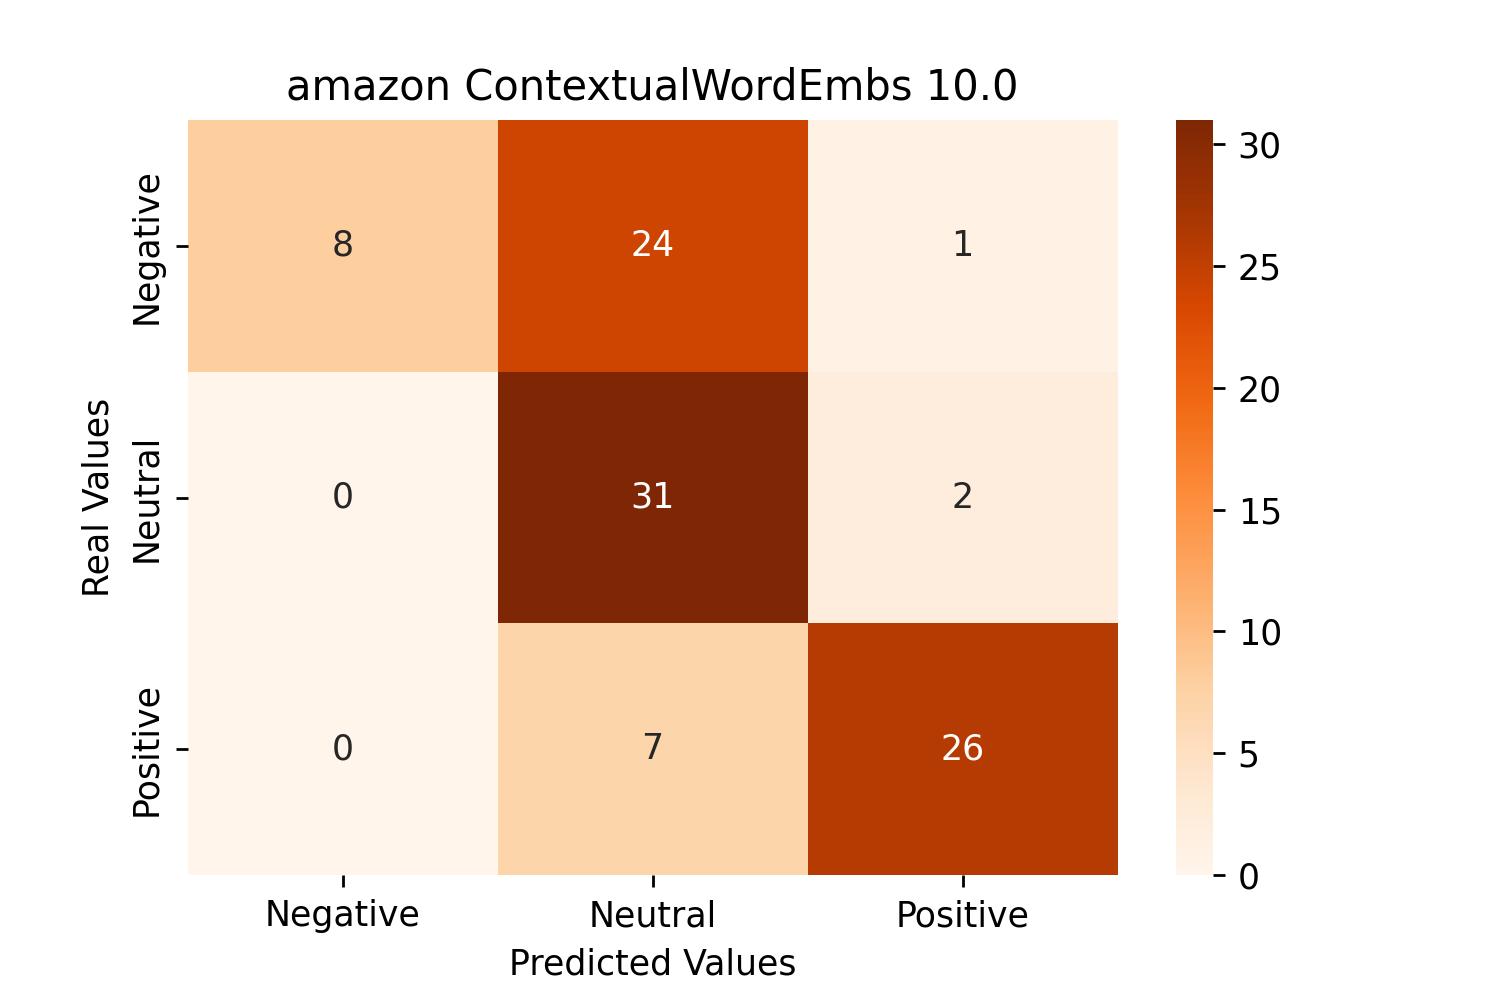 amazon ContextualWordEmbs 10.0
Real Values
Negative
8 24 1
Neutral
0 31 2
Positive
0 7 26
Negative Neutral Positive
Predicted Values
30
25
20
15
10
5
0